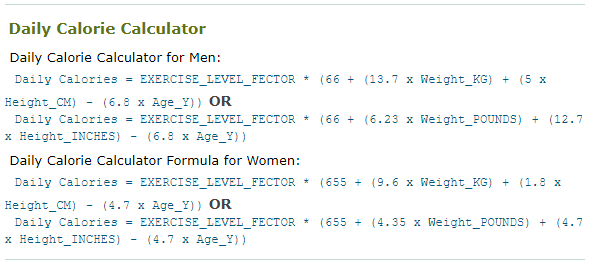 Daily Calorie Calculator
Daily Calorie Calculator for Men:
Daily Calories = EXERCISE_LEVEL_FECTOR * (66 + (13.7 x Weight_KG) + (5 x
Height_CM) - (6.8 x Age_Y)) OR
Daily Calories = EXERCISE_LEVEL_FECTOR * (66 + (6.23 x Weight_POUNDS) + (12.7
x Height_INCHES) - (6.8 x Age_Y))
Daily Calorie Calculator Formula for Women:
Daily Calories = EXERCISE_LEVEL_FECTOR * (655 + (9.6 x Weight_KG) + (1.8 x
Height_CM) - (4.7 x Age_Y)) OR
Daily Calories = EXERCISE_LEVEL_FECTOR * (655 + (4.35 x Weight_POUNDS) + (4.7
x Height_INCHES) - (4.7 x Age_Y))